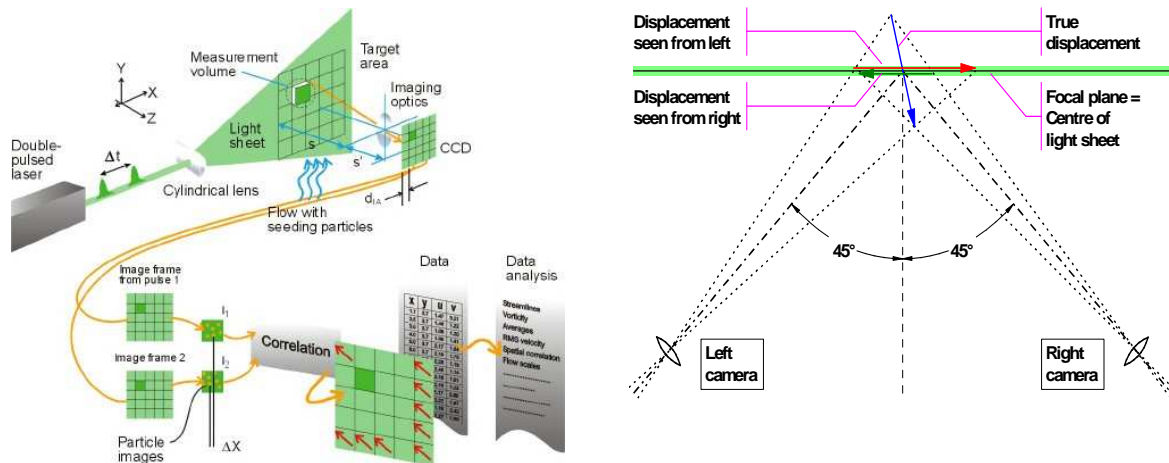 Measurement
volume
Target
area
Imaging
optics
Y
X
Z
Light
sheet
s
s'
CCD
Double-
pulsed
laser
Δt
Cylindrical lens
Flow with
seeding particles
dIA
Image frame
from pulse 1
I1
Image frame 2
I2
Particle
images
ΔX
Correlation
Data
x y u v
Data
analysis
Streamlines
Vorticity
Averages
RMS velocity
Spatial correlation
Flow scales
Displacement
seen from left
True
displacement
Displacement
seen from right
Focal plane =
Centre of
light sheet
45°
45°
Left
camera
Right
camera